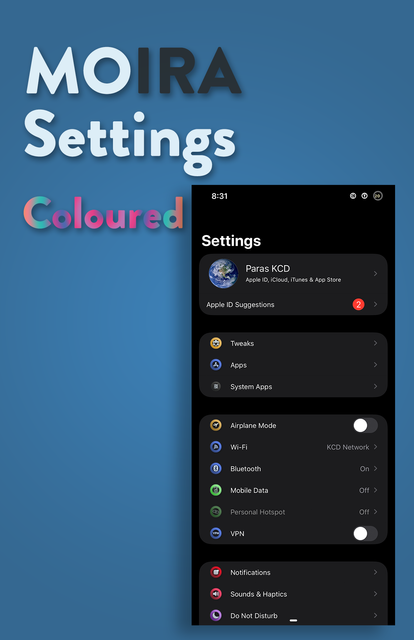 MOIRA
Settings
Coloured
8:31
Settings
Paras KCD
Apple ID, iCloud, iTunes & App Store
Apple ID Suggestions 2
Tweaks
Apps
System Apps
Airplane Mode
Wi-Fi KCD Network
Bluetooth On
Mobile Data Off
Personal Hotspot Off
VPN
Notifications
Sounds & Haptics
Do Not Disturb